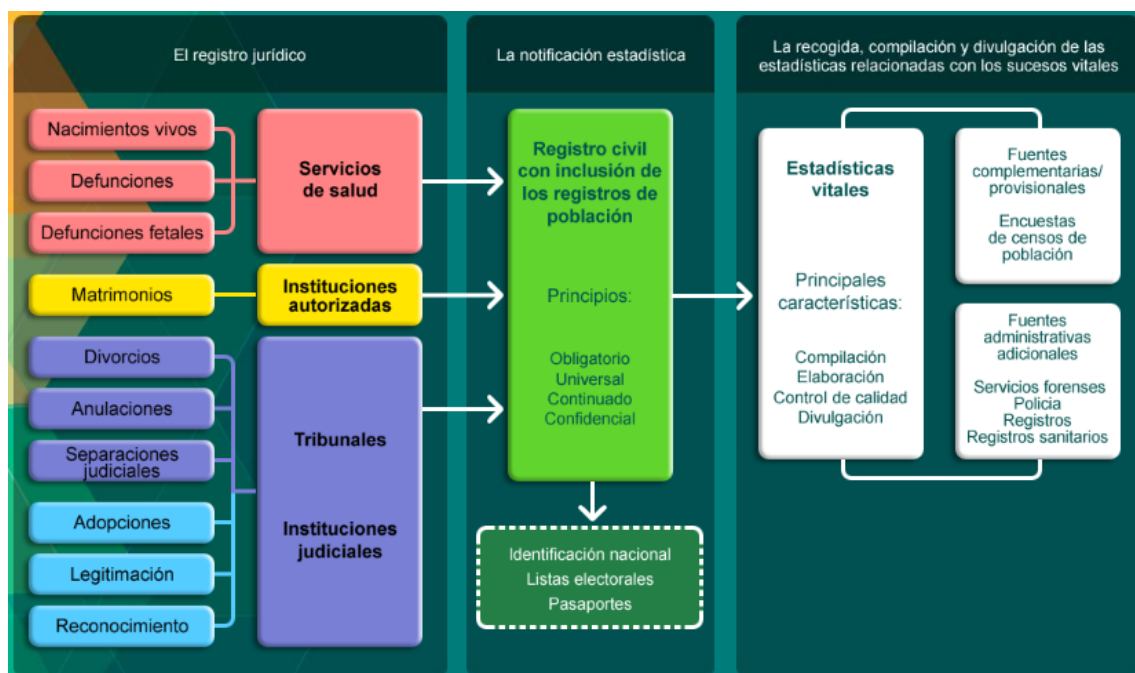 El registro jurídico
Nacimientos vivos
Defunciones
Defunciones fetales
Servicios
de salud
Matrimonios
Instituciones
autorizadas
Divorcios
Anulaciones
Separaciones
judiciales
Adopciones
Legitimación
Reconocimiento
Tribunales
Instituciones
judiciales
La notificación estadística
Registro civil
con inclusión de
los registros de
población
Principios:
Obligatorio
Universal
Continuado
Confidencial
Identificación nacional
Listas electorales
Pasaportes
La recogida, compilación y divulgación de las
estadísticas relacionadas con los sucesos vitales
Estadísticas
vitales
Principales
características:
Compilación
Elaboración
Control de calidad
Divulgación
Fuentes
complementarias/
provisionales
Encuestas
de censos de
población
Fuentes
administrativas
adicionales
Servicios forenses
Policia
Registros
Registros sanitarios